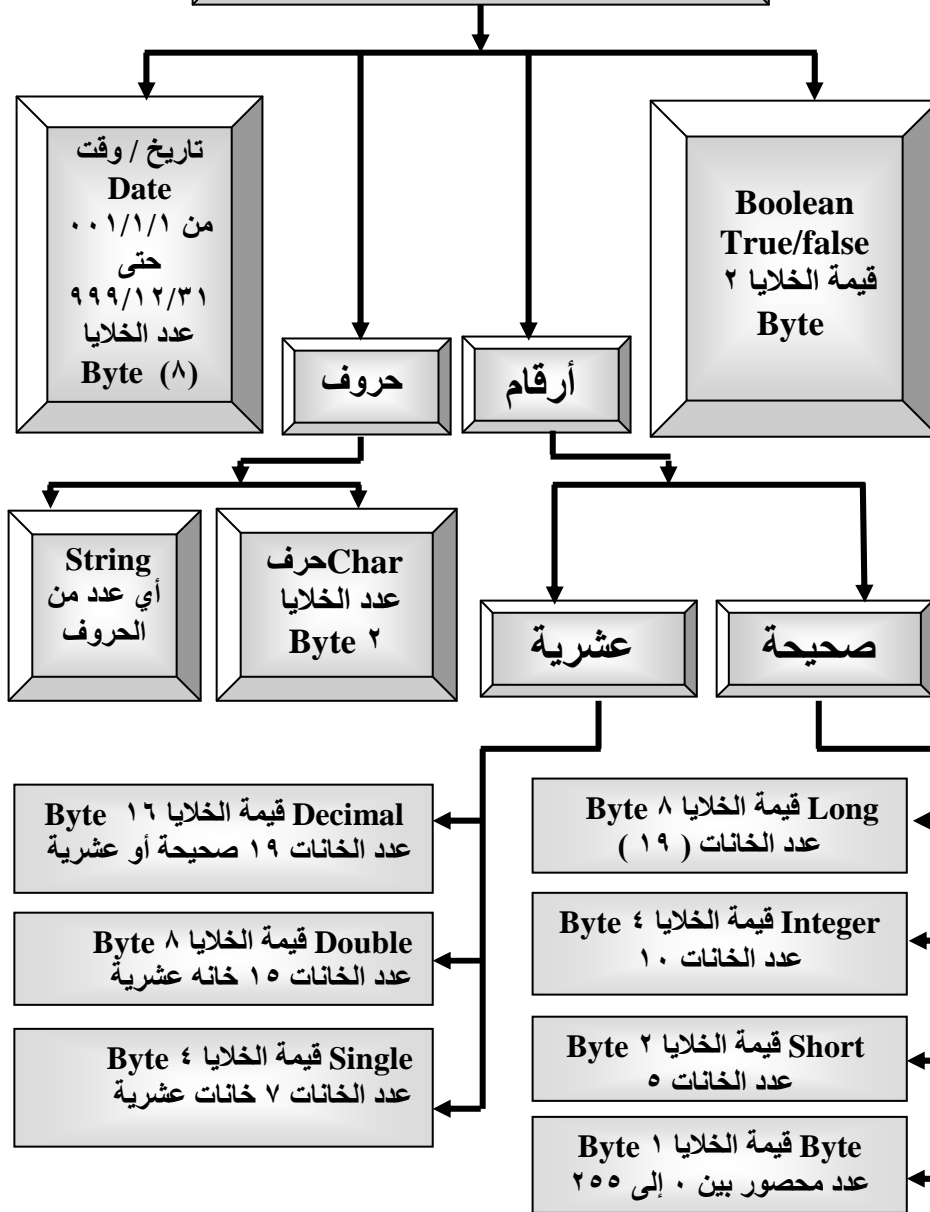 Boolean
True/false
قيمة الخلايا ٢
Byte
تاريخ / وقت
Date
من ٠٠١/١/١
حتى
٩٩٩/١٢/٣١
عدد الخلايا
Byte (٨)
أرقام
حروف
صحيحة
عشرية
Char حرف
عدد الخلايا
٢ Byte
String
أي عدد من
الحروف
Long قيمة الخلايا ٨ Byte
عدد الخانات ( ١٩ )
Integer قيمة الخلايا ٤ Byte
عدد الخانات ١٠
Short قيمة الخلايا ٢ Byte
عدد الخانات ٥
Byte قيمة الخلايا ١ Byte
عدد محصور بين ٠ إلى ٢٥٥
Decimal قيمة الخلايا ١٦ Byte
عدد الخانات ١٩ صحيحة أو عشرية
Double قيمة الخلايا ٨ Byte
عدد الخانات ١٥ خانه عشرية
Single قيمة الخلايا ٤ Byte
عدد الخانات ٧ خانات عشرية